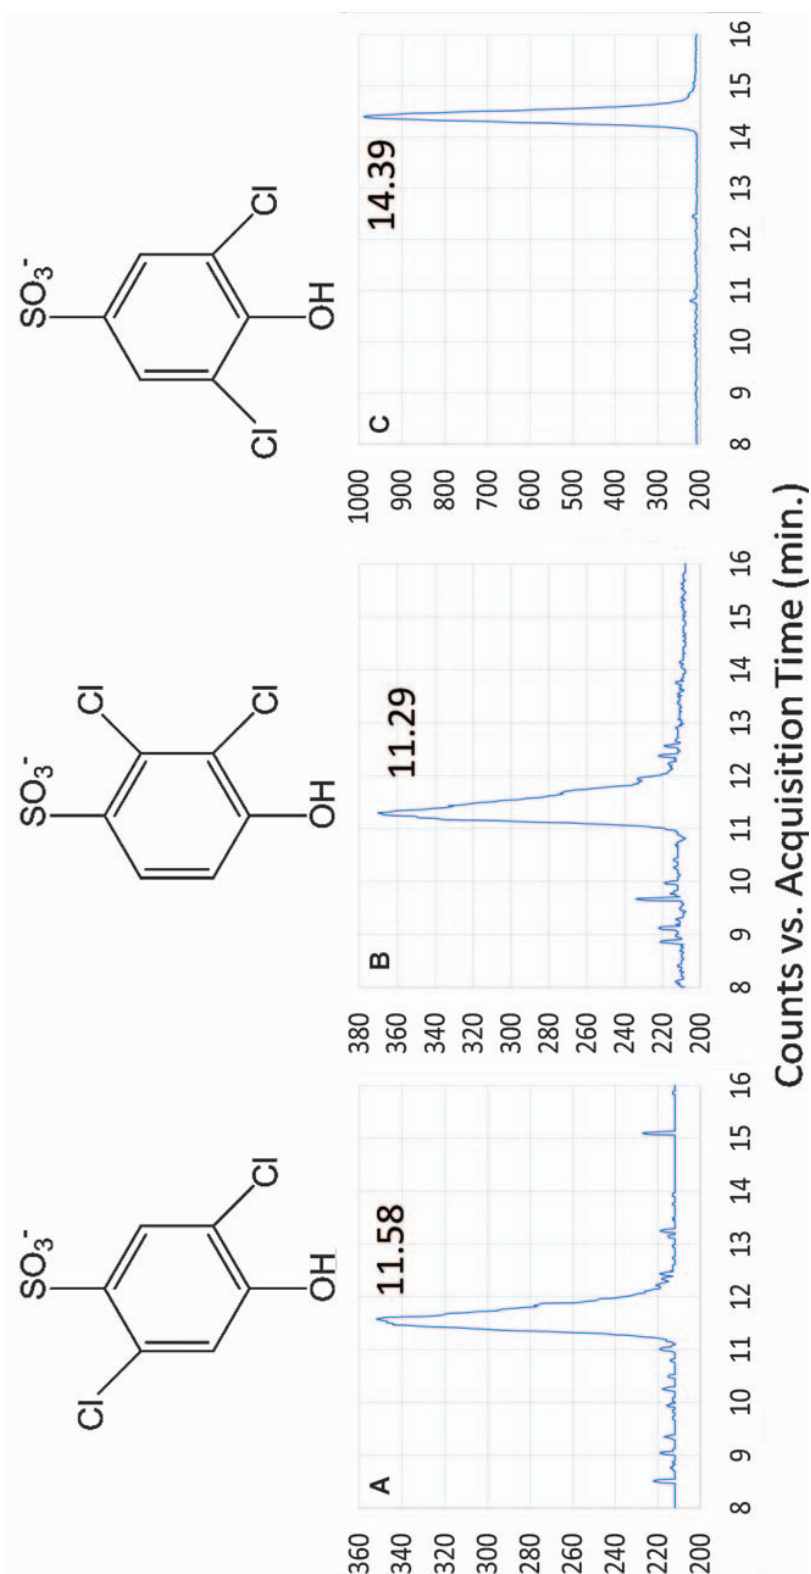 SO3-
Cl
Cl
OH
SO3-
Cl
Cl
OH
SO3-
Cl
Cl
OH
A
11.58
360
340
320
300
280
260
240
220
200
8 9 10 11 12 13 14 15 16
B
11.29
380
360
340
320
300
280
260
240
220
200
8 9 10 11 12 13 14 15 16
C
14.39
1000
900
800
700
600
500
400
300
200
8 9 10 11 12 13 14 15 16
Counts vs. Acquisition Time (min.)